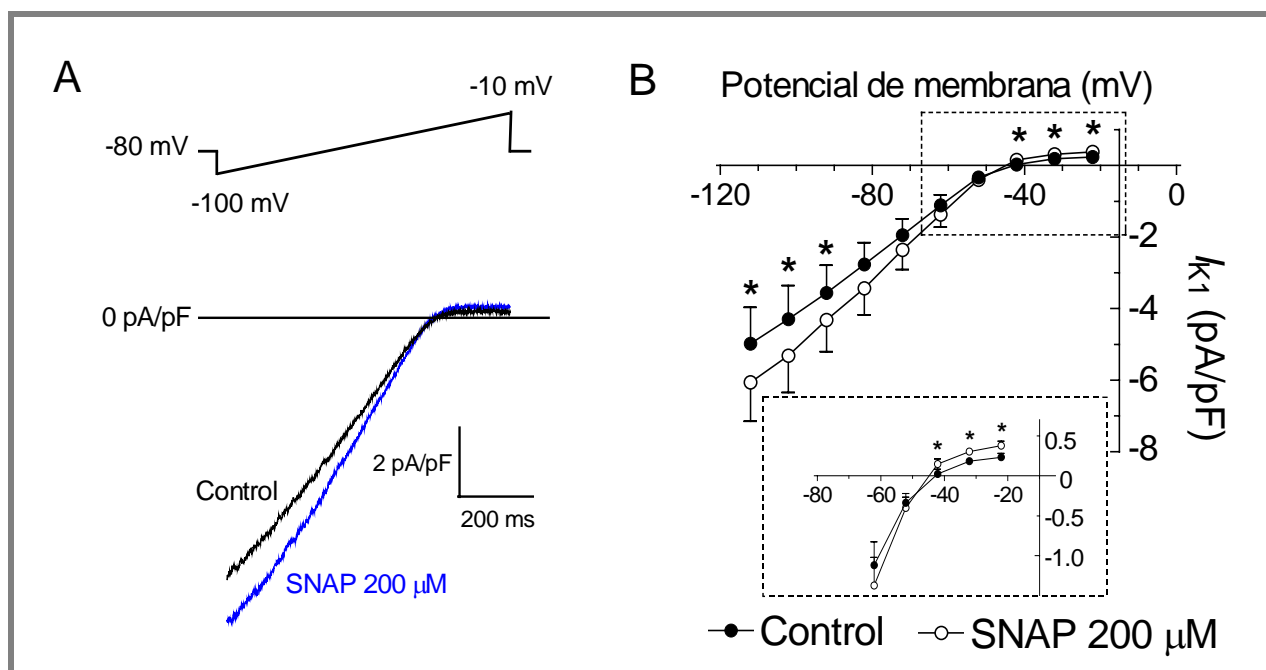 A
-10 mV
-80 mV
-100 mV
0 pA/pF
Control
2 pA/pF
200 ms
SNAP 200 µM
B
Potencial de membrana (mV)
* * *
-120 -80 -40 0
* * *
-2
-4
-6
-8
IK1 (pA/pF)
* * *
0.5
0
-80 -60 -40 -20
-0.5
-1.0
Control SNAP 200 µM